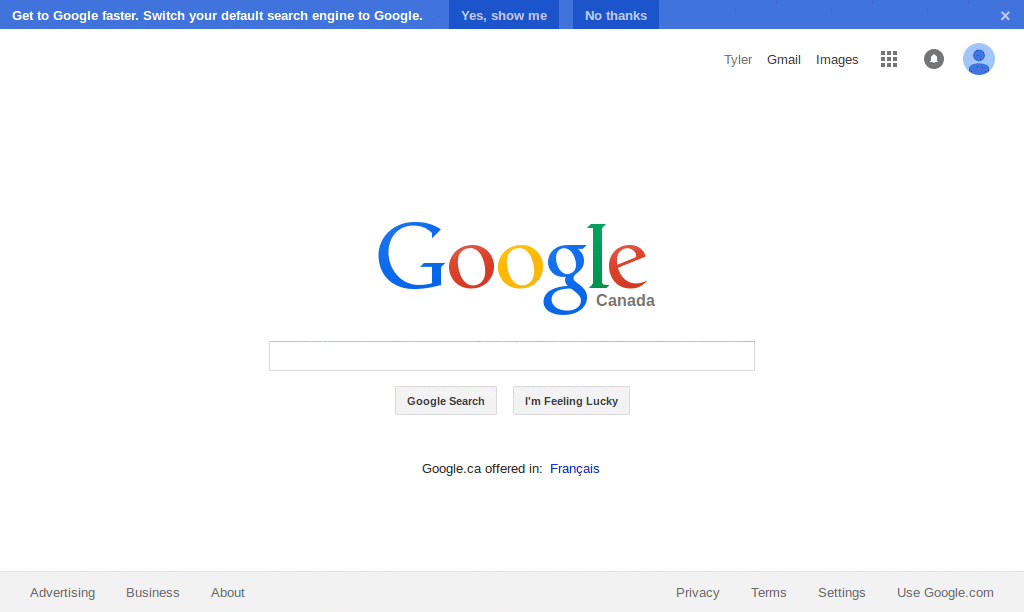 Get to Google faster. Switch your default search engine to Google. Yes, show me No thanks ×
Tyler Gmail Images
Google
Canada
Google Search I'm Feeling Lucky
Google.ca offered in: Français
Advertising Business About Privacy Terms Settings Use Google.com